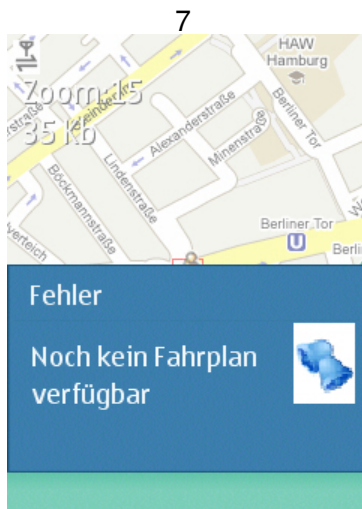 7
HAW
Hamburg
Zoom:15
35 kb
Alexanderstraße
Minenstraße
Berliner Tor
Lindenstraße
Böckmannstraße
Berliner Tor
U
Berli
Fehler
Noch kein Fahrplan
verfügbar